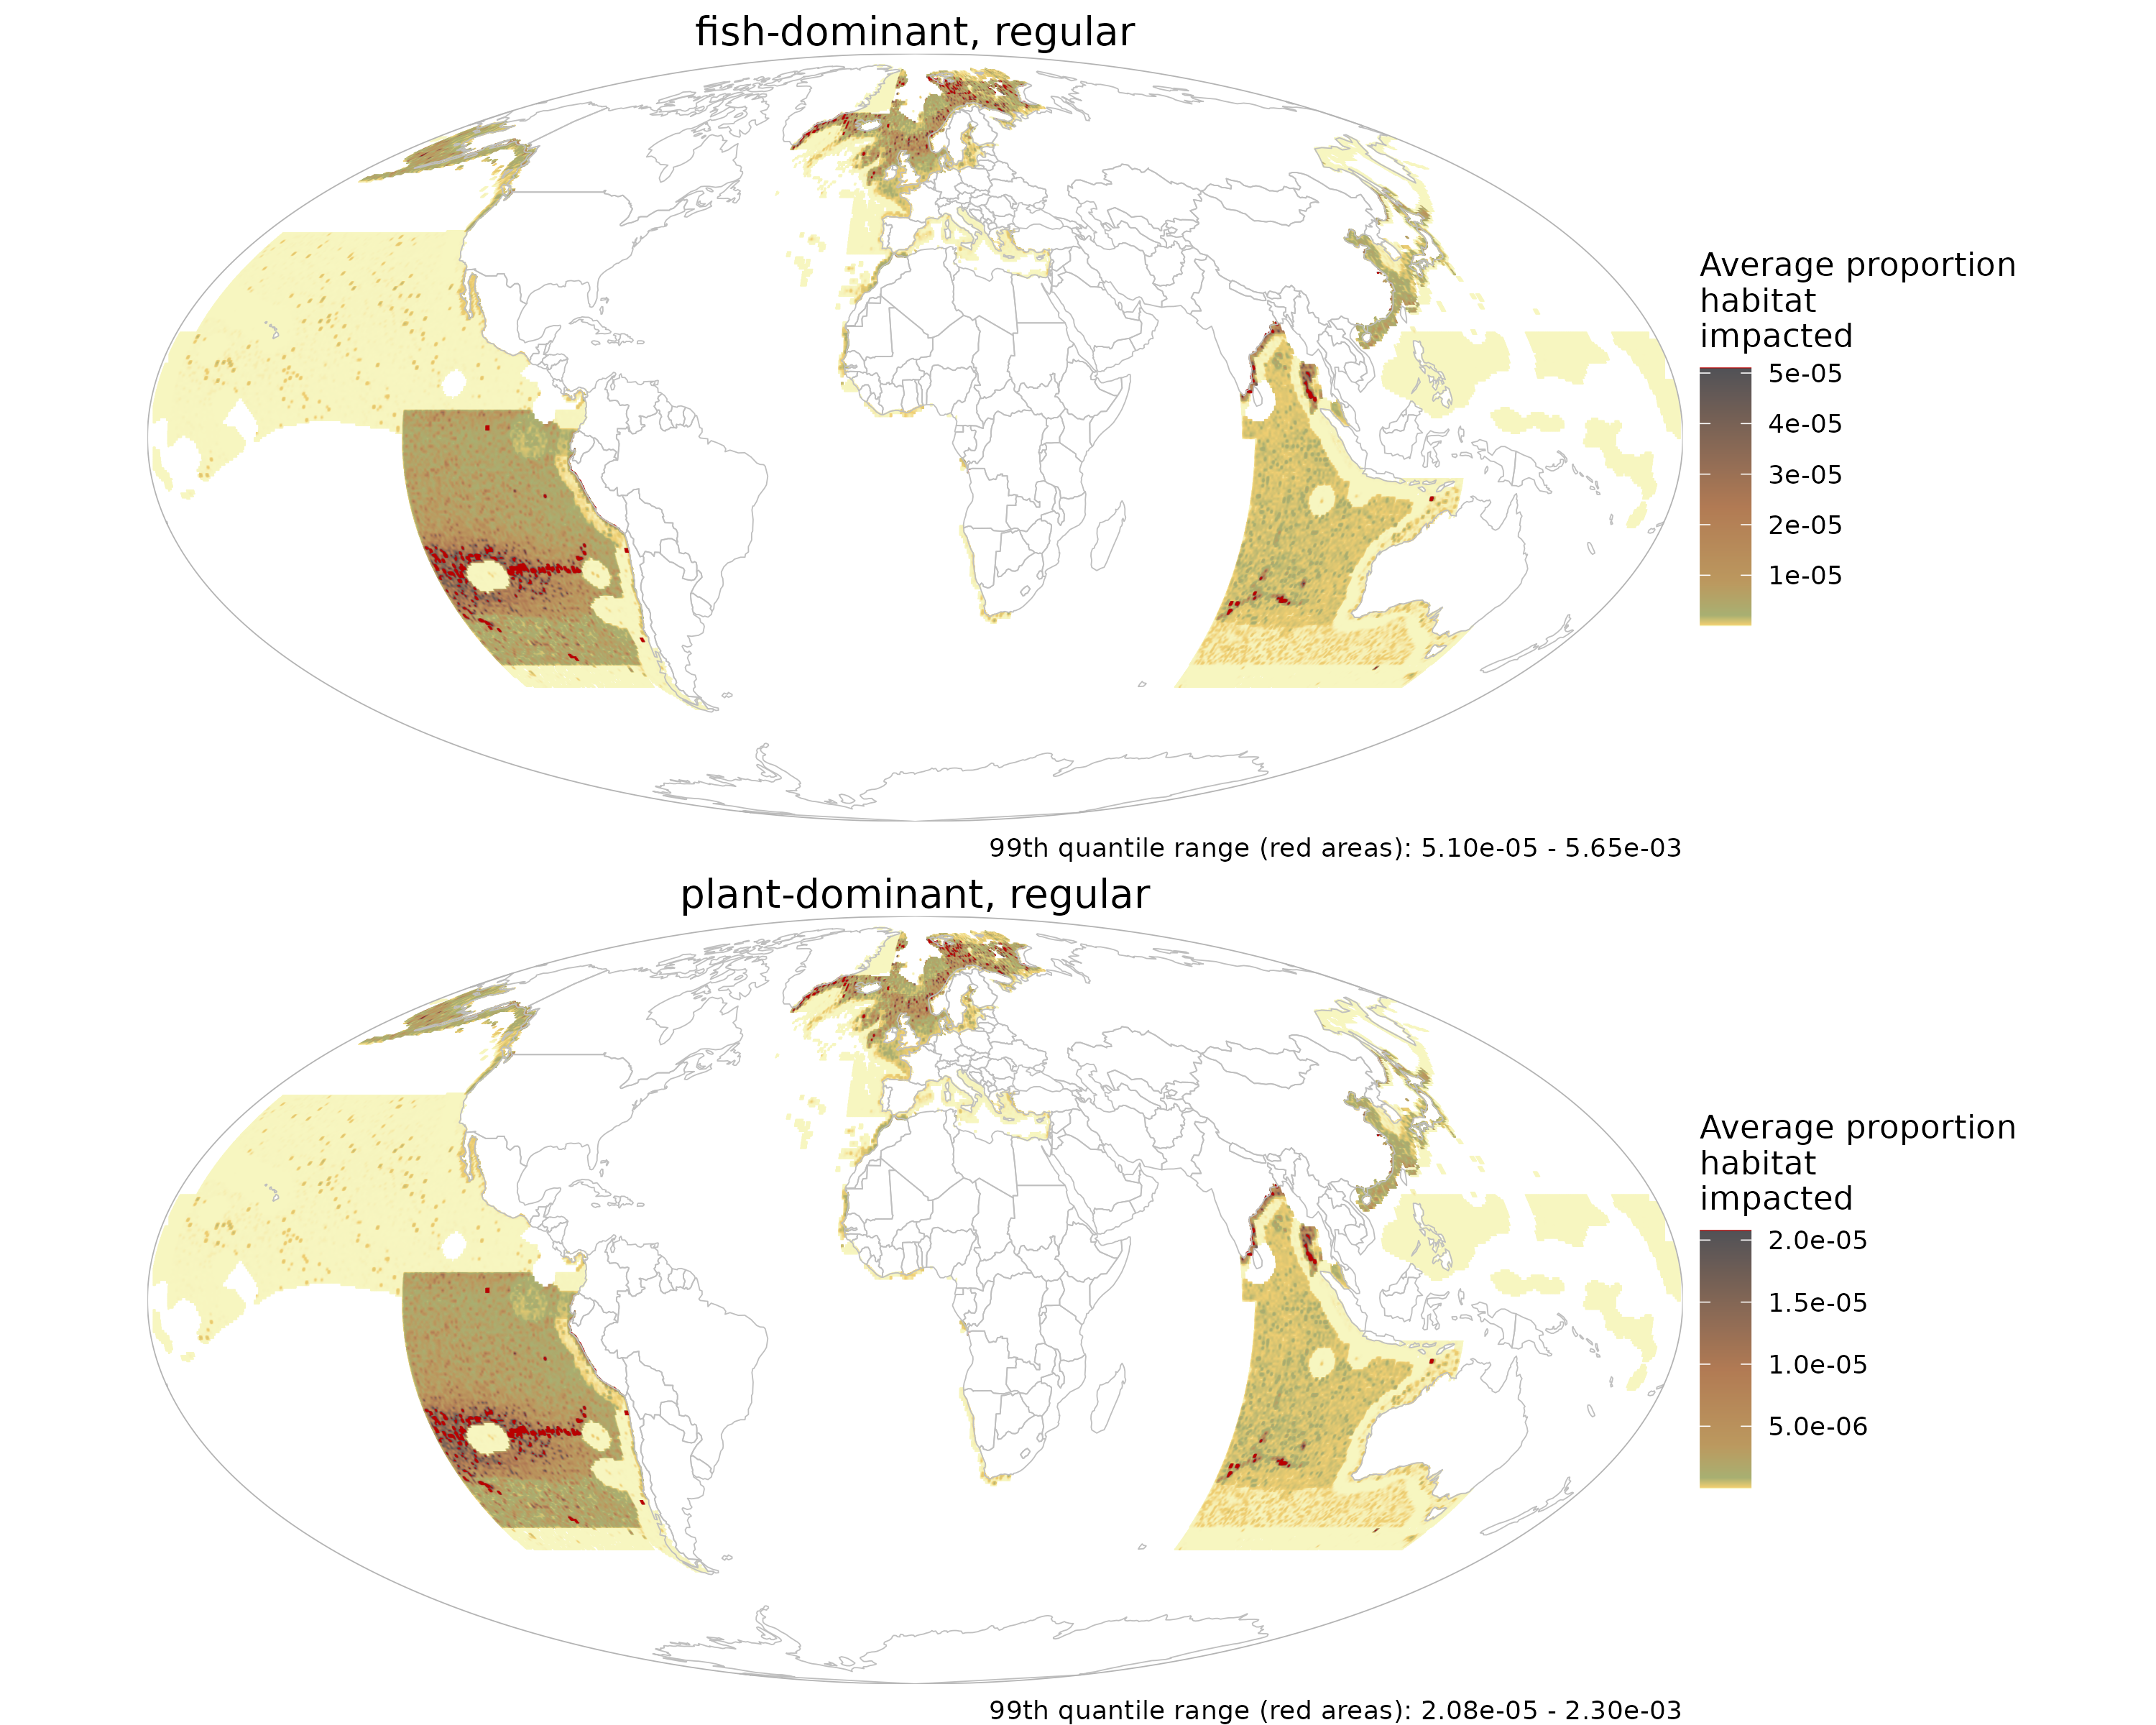 fish-dominant, regular
Average proportion
habitat
impacted
5e-05
4e-05
3e-05
2e-05
1e-05
99th quantile range (red areas): 5.10e-05 - 5.65e-03
plant-dominant, regular
Average proportion
habitat
impacted
2.0e-05
1.5e-05
1.0e-05
5.0e-06
99th quantile range (red areas): 2.08e-05 - 2.30e-03